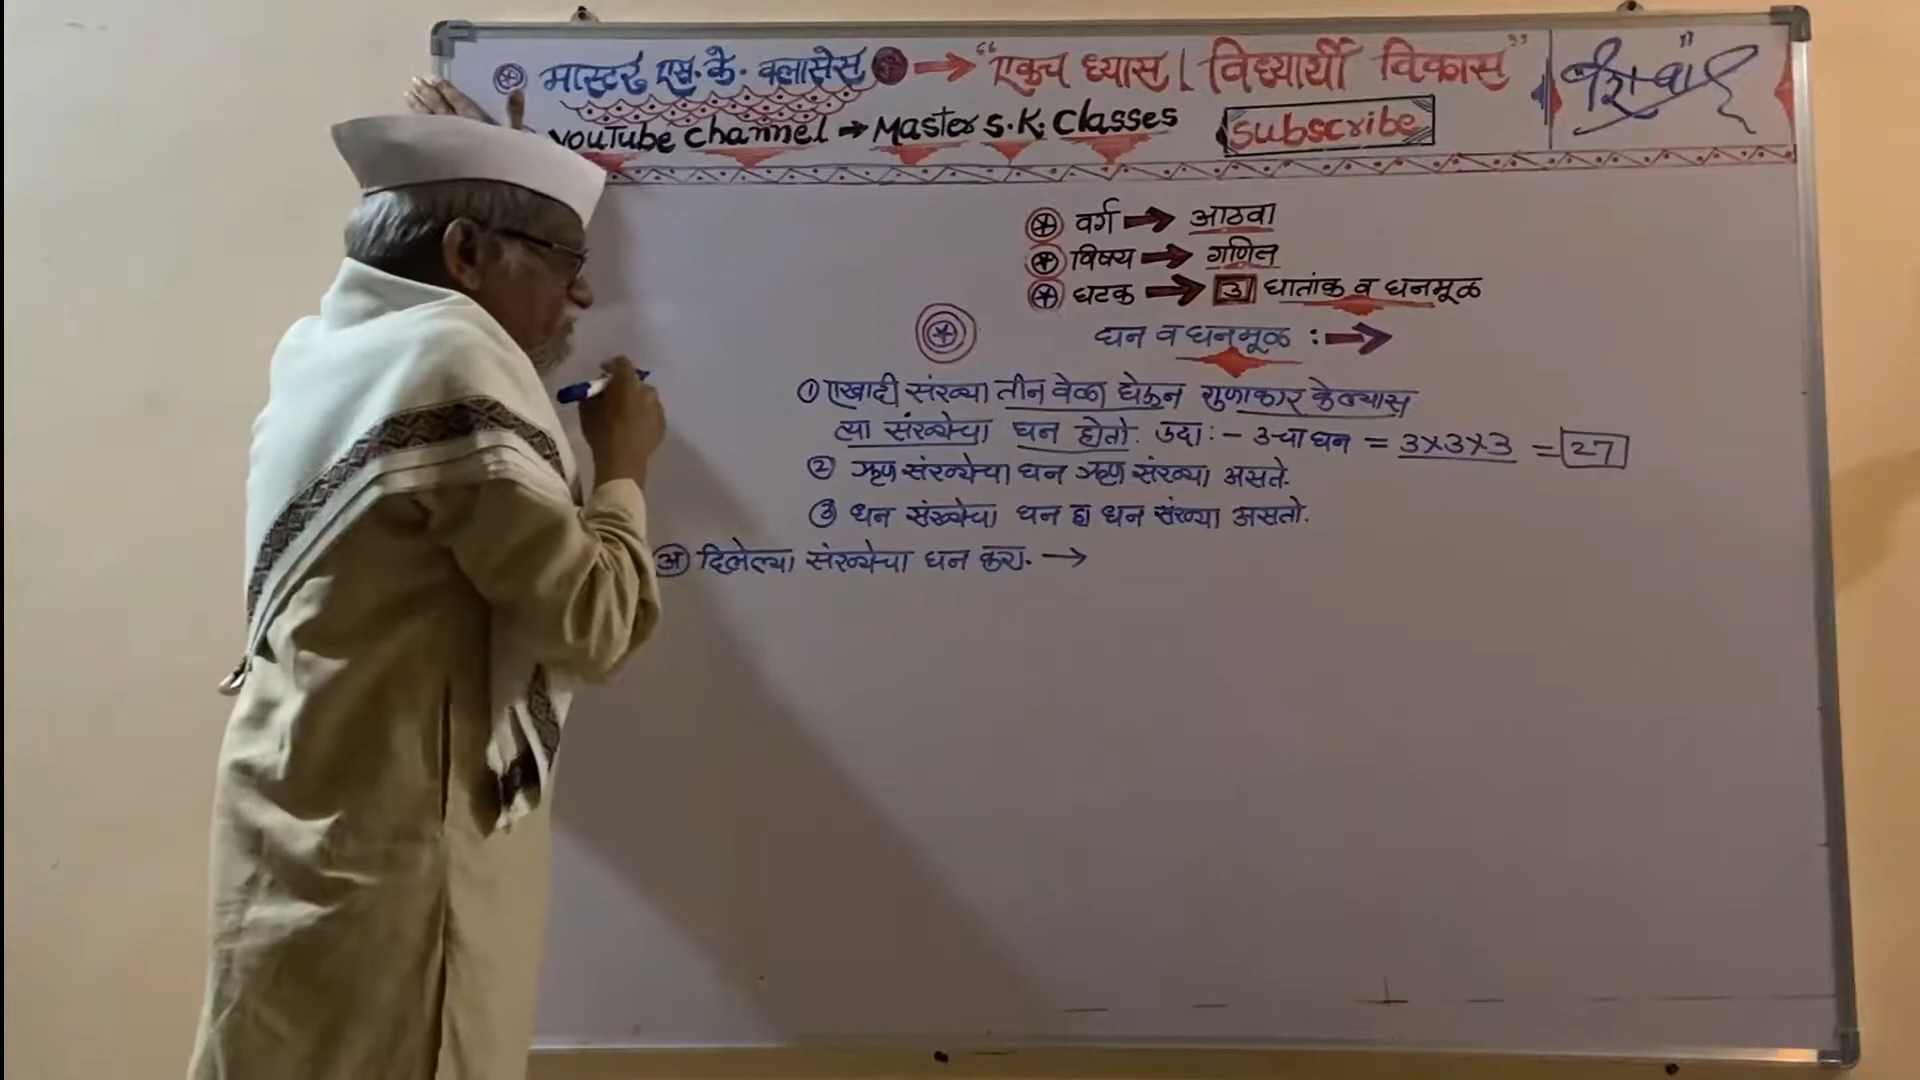 मास्टर एस.के. क्लासेस → "एकच ध्यास। विद्यार्थी विकास"
YouTube channel → Master S.K. Classes Subscribe
वर्ग → आठवा
विषय → गणित
घटक → 3 घातांक व घनमूळ
घन व घनमूळ :→
① एखादी संख्या तीन वेळा घेऊन गुणाकार केल्यास
त्या संख्येचा घन होतो. उदा:- 3 चा घन = 3×3×3 = 27
② ऋण संख्येचा घन ऋण संख्या असते.
③ धन संख्येचा घन हा धन संख्या असतो.
अ दिलेल्या संख्येचा घन करा. →